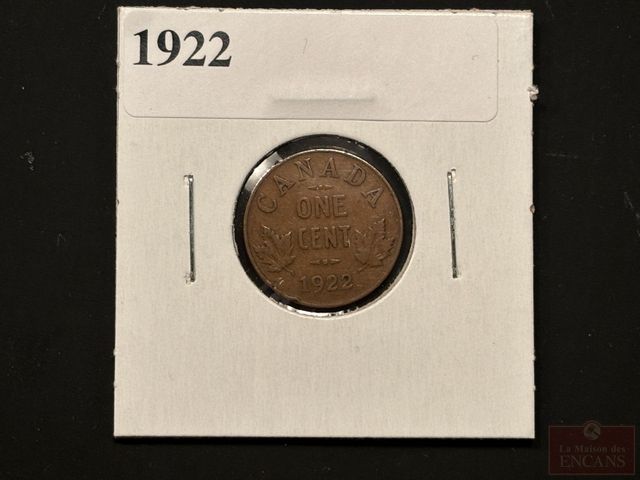 1922
CANADA
ONE
CENT
1922
La Maison des
ENCANS